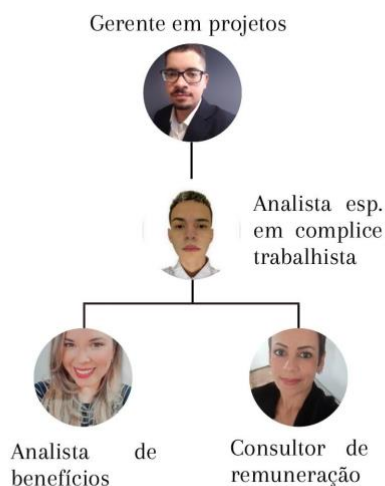 Gerente em projetos
Analista esp.
em complice
trabalhista
Analista de
benefícios
Consultor de
remuneração